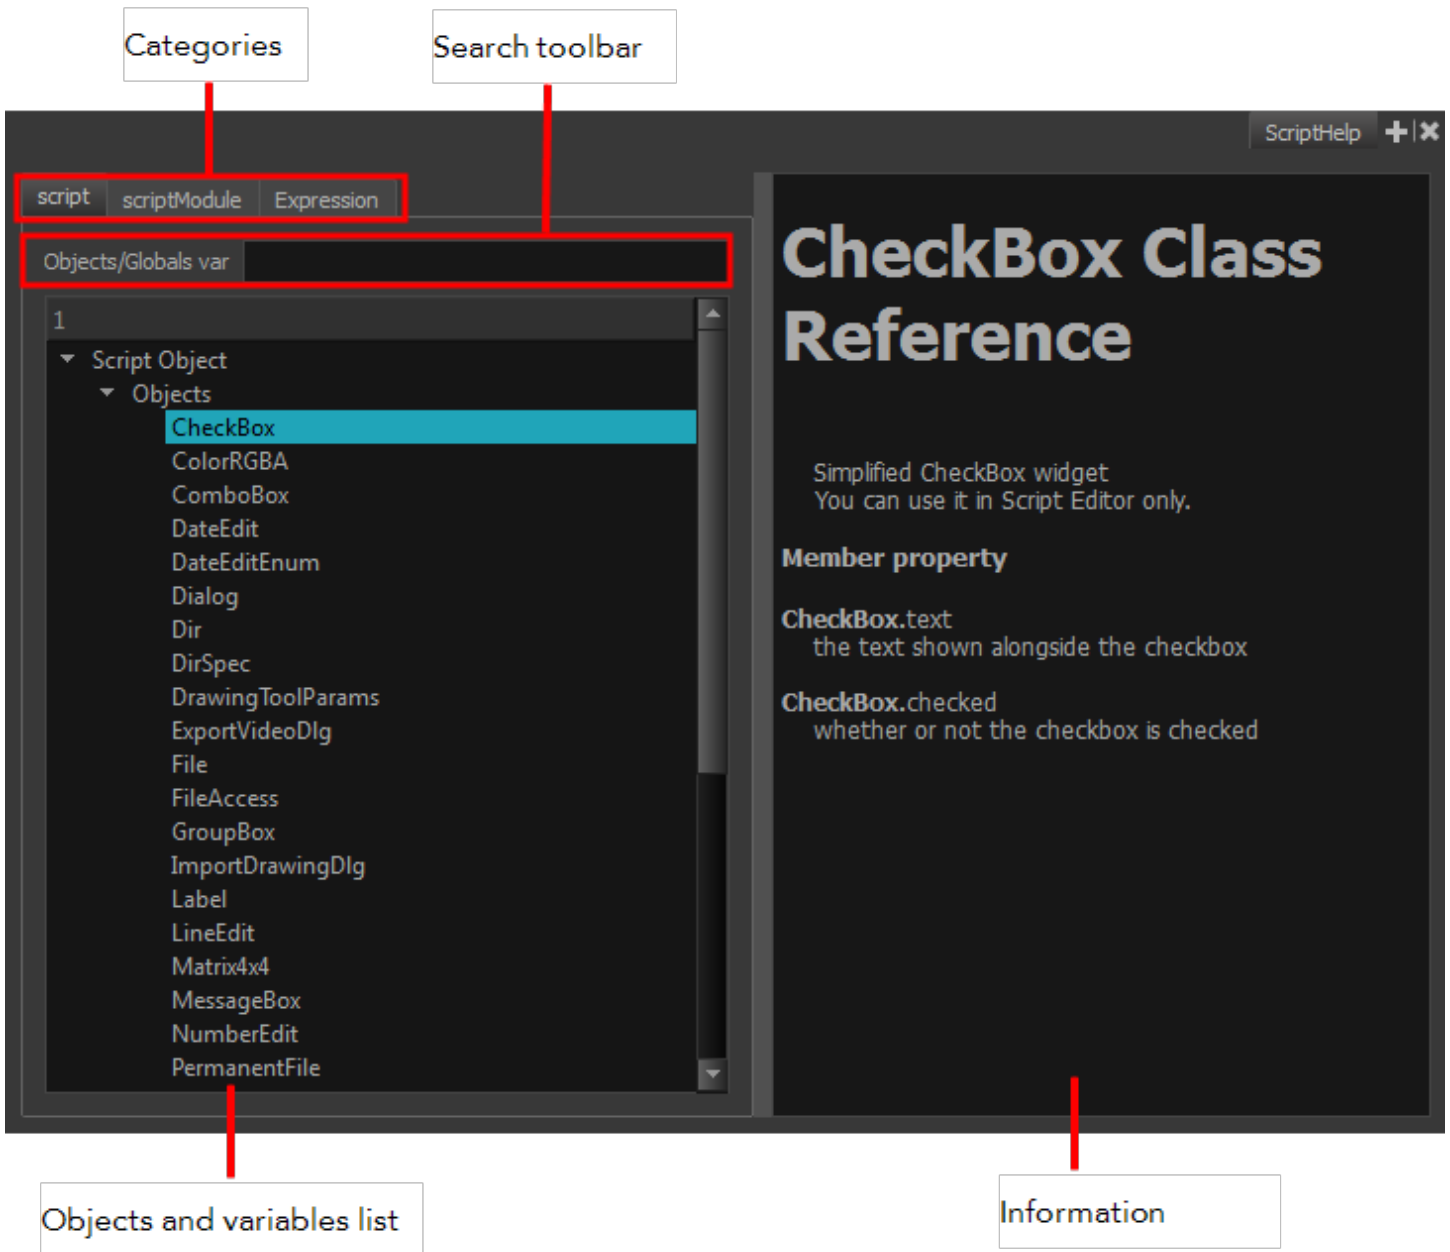 Categories
Search toolbar
ScriptHelp
script scriptModule Expression
Objects/Globals var
1
Script Object
Objects
CheckBox
ColorRGBA
ComboBox
DateEdit
DateEditEnum
Dialog
Dir
DirSpec
DrawingToolParams
ExportVideoDlg
File
FileAccess
GroupBox
ImportDrawingDlg
Label
LineEdit
Matrix4x4
MessageBox
NumberEdit
PermanentFile
CheckBox Class
Reference
Simplified CheckBox widget
You can use it in Script Editor only.
Member property
CheckBox.text
the text shown alongside the checkbox
CheckBox.checked
whether or not the checkbox is checked
Objects and variables list
Information